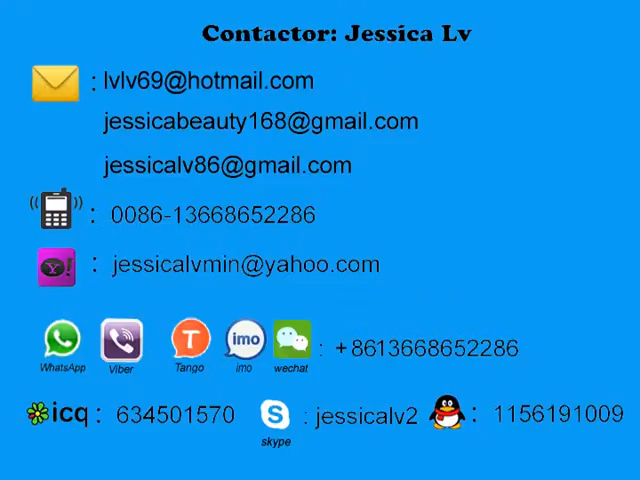 Contactor: Jessica Lv
: lvlv69@hotmail.com
jessicabeauty168@gmail.com
jessicalv86@gmail.com
: 0086-13668652286
Y! : jessicalvmin@yahoo.com
T imo : +8613668652286
WhatsApp Viber Tango imo wechat
icq : 634501570 S : jessicalv2 : 1156191009
skype